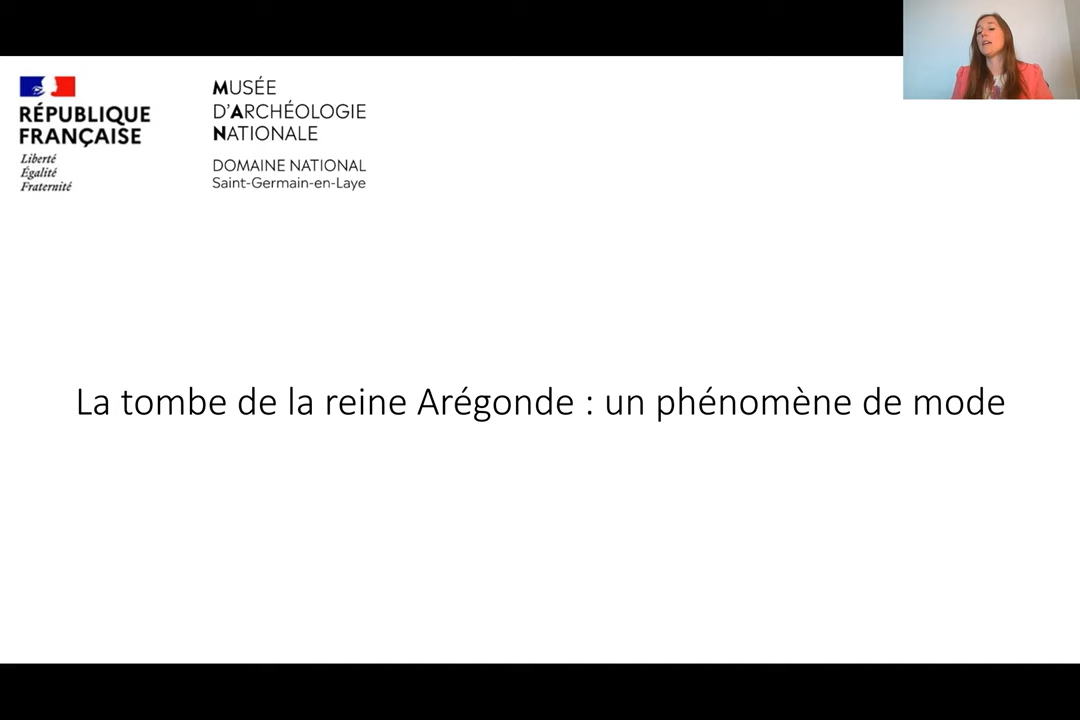 RÉPUBLIQUE
FRANÇAISE
Liberté
Égalité
Fraternité
MUSÉE
D'ARCHÉOLOGIE
NATIONALE
DOMAINE NATIONAL
Saint-Germain-en-Laye
La tombe de la reine Arégonde : un phénomène de mode